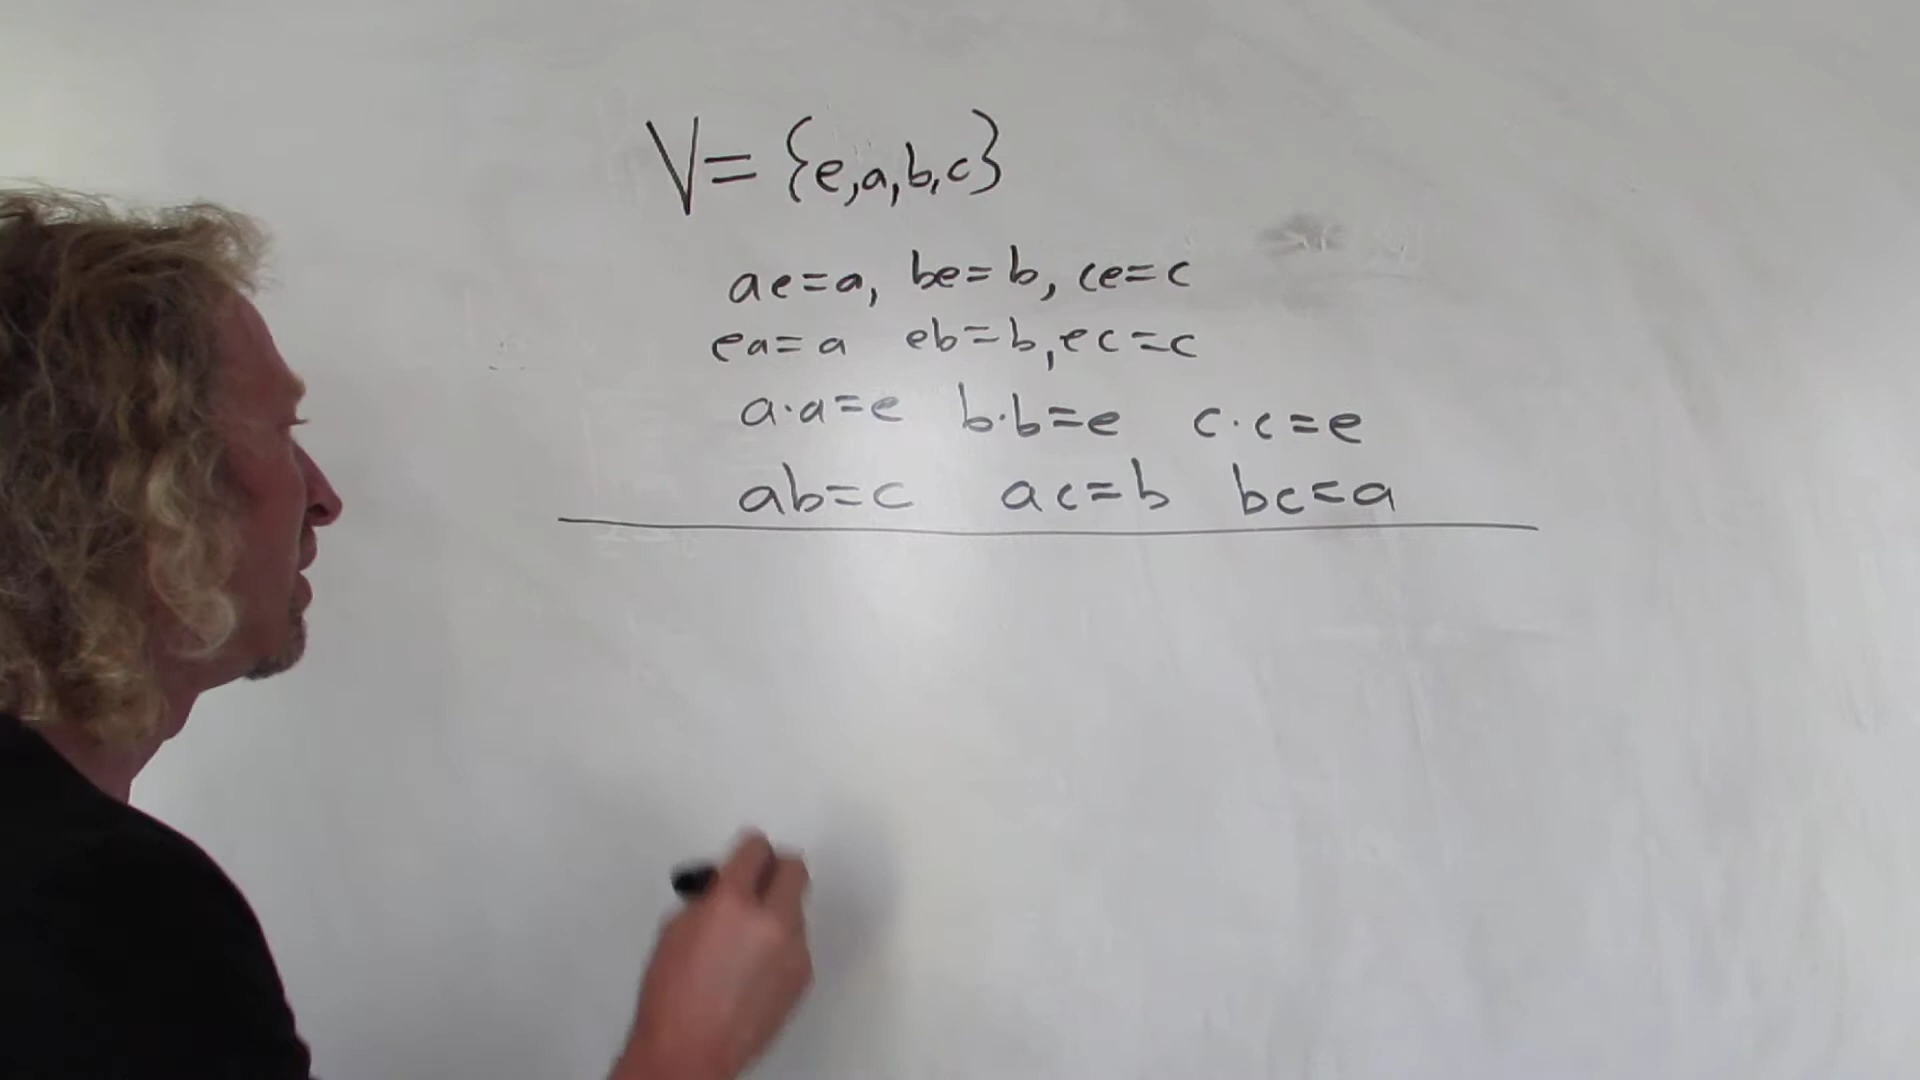 V= {e,a,b,c}
ae=a, be=b, ce=c
ea=a eb=b, ec=c
a·a=e b·b=e c·c=e
ab=c ac=b bc=a